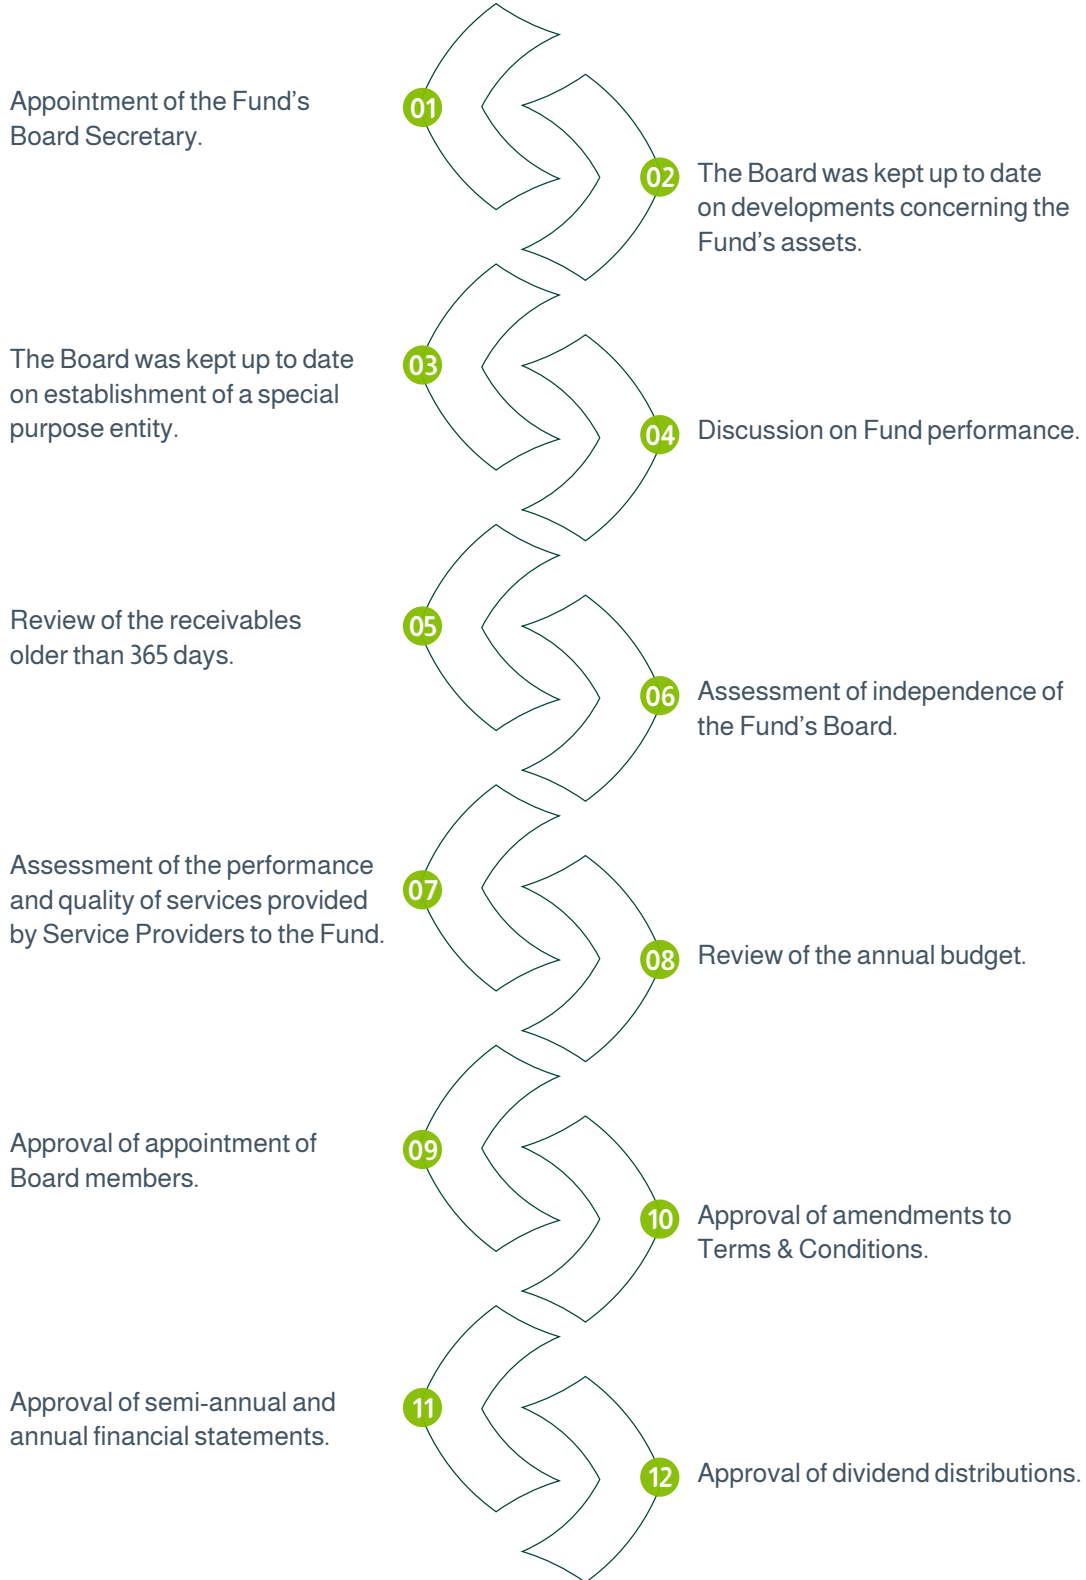 01
Appointment of the Fund’s
Board Secretary.
02
The Board was kept up to date
on developments concerning the
Fund’s assets.
03
The Board was kept up to date
on establishment of a special
purpose entity.
04
Discussion on Fund performance.
05
Review of the receivables
older than 365 days.
06
Assessment of independence of
the Fund’s Board.
07
Assessment of the performance
and quality of services provided
by Service Providers to the Fund.
08
Review of the annual budget.
09
Approval of appointment of
Board members.
10
Approval of amendments to
Terms & Conditions.
11
Approval of semi-annual and
annual financial statements.
12
Approval of dividend distributions.